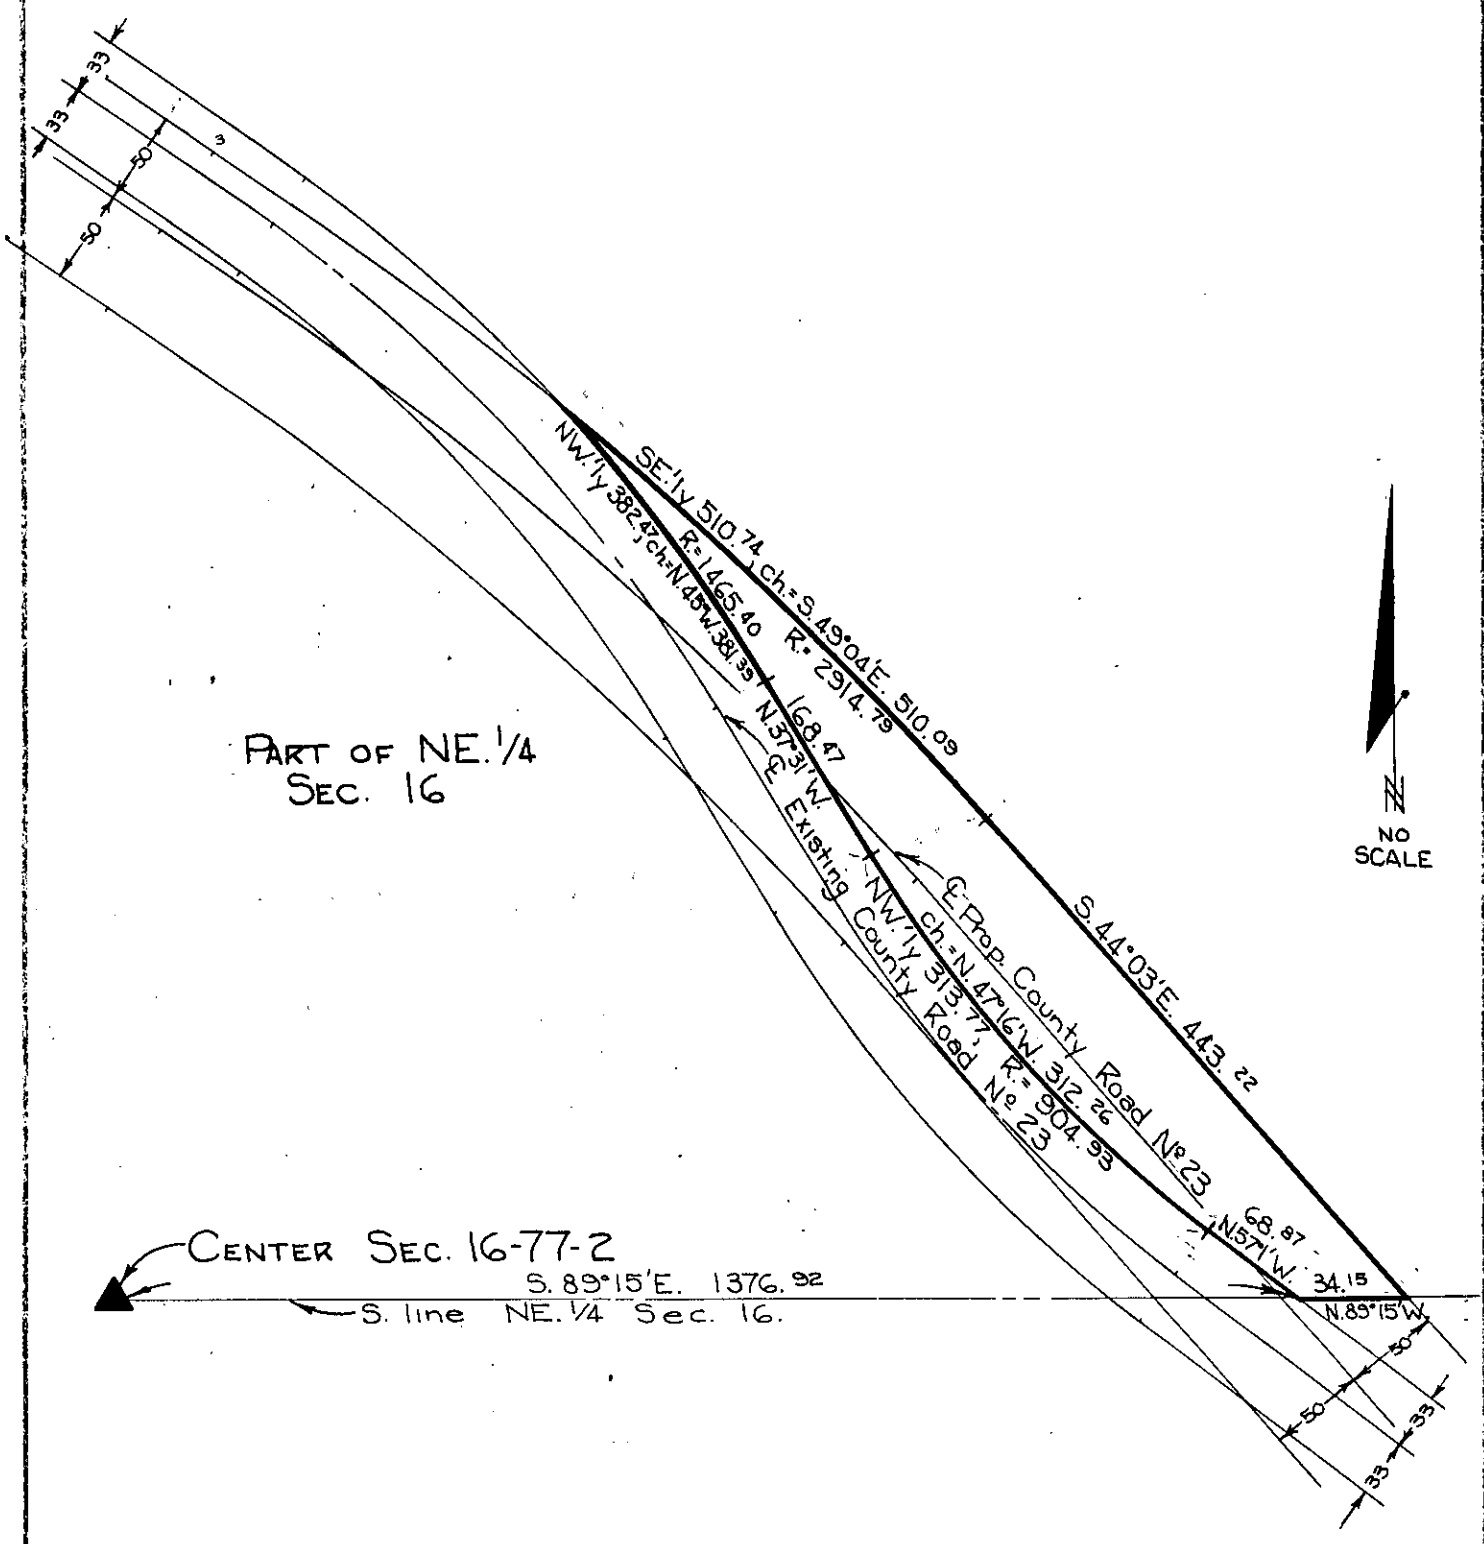 33
33
50
50
3
NW.'ly 382.47, ch.=N.45°W. 381.39
R.=1465.40
SE.'ly 510.74, ch.=S.49°04'E. 510.09
R.=2914.79
168.47
N.37°31'W.
PART OF NE.1/4
SEC. 16
℄ Existing County Road Nº 23
℄ Prop. County Road Nº 23
NW.'ly 313.77, R.=904.93
ch.=N.47°16'W. 312.26
S.44°03'E. 443.22
N
NO
SCALE
68.87
N.57°1'W.
34.15
N.89°15'W.
CENTER SEC. 16-77-2
S. 89°15'E. 1376.92
S. line NE.1/4 Sec. 16.
50
50
33
33